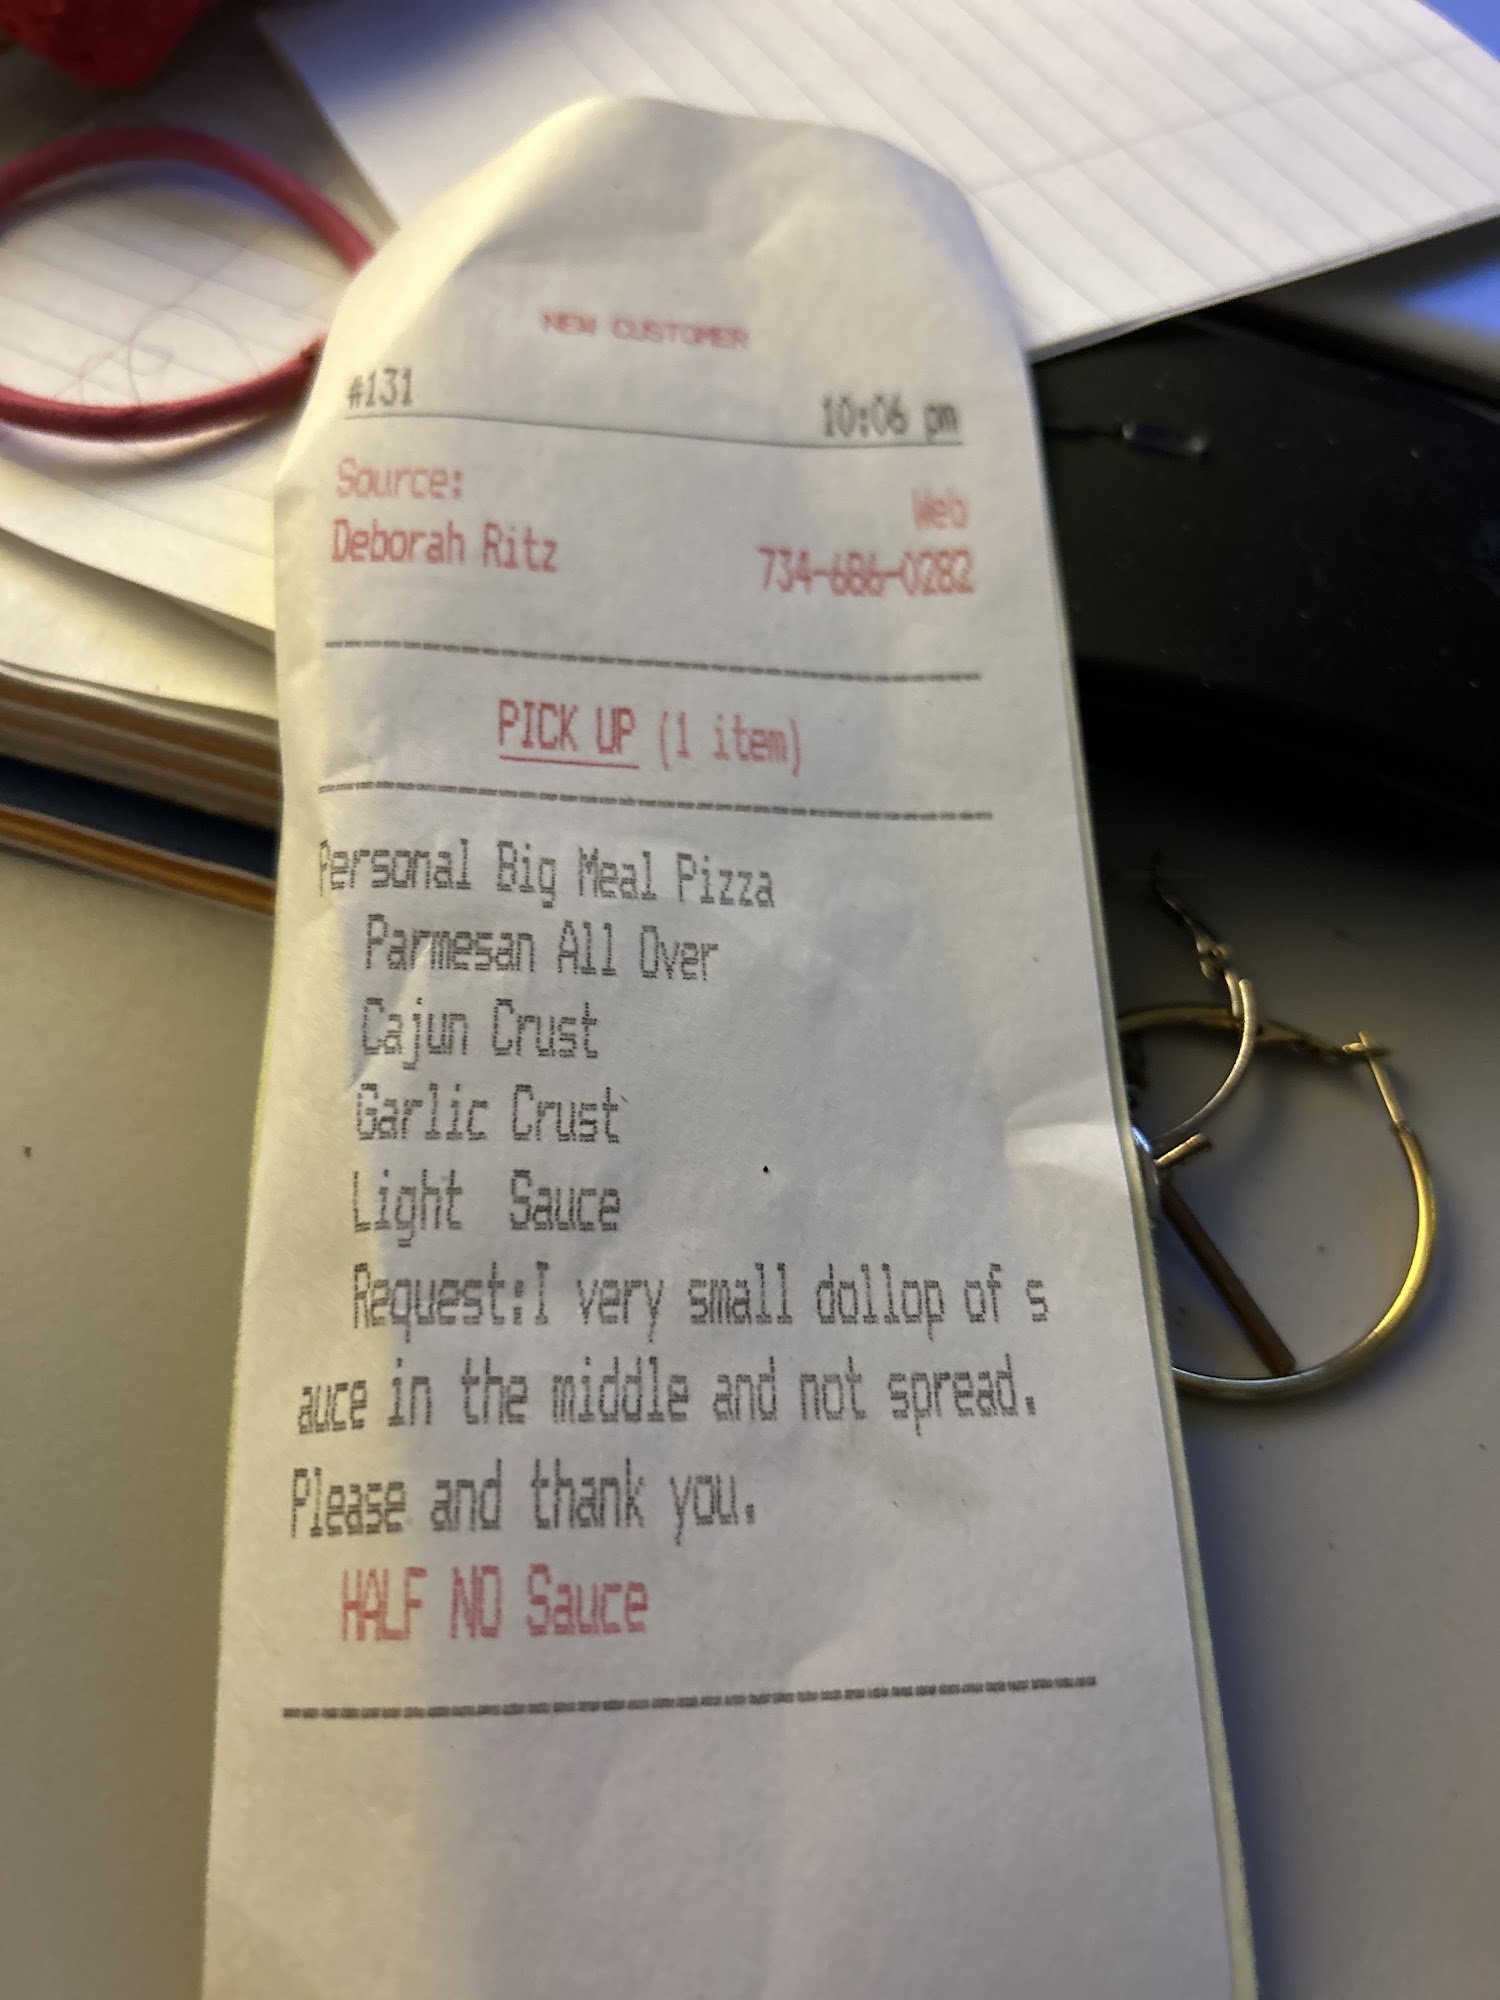 NEW CUSTOMER
#131 10:06 pm
Source: Web
Deborah Ritz 734-686-0282
PICK UP (1 item)
Personal Big Meal Pizza
Parmesan All Over
Cajun Crust
Garlic Crust
Light Sauce
Request:I very small dollop of s
auce in the middle and not spread.
Please and thank you.
HALF NO Sauce